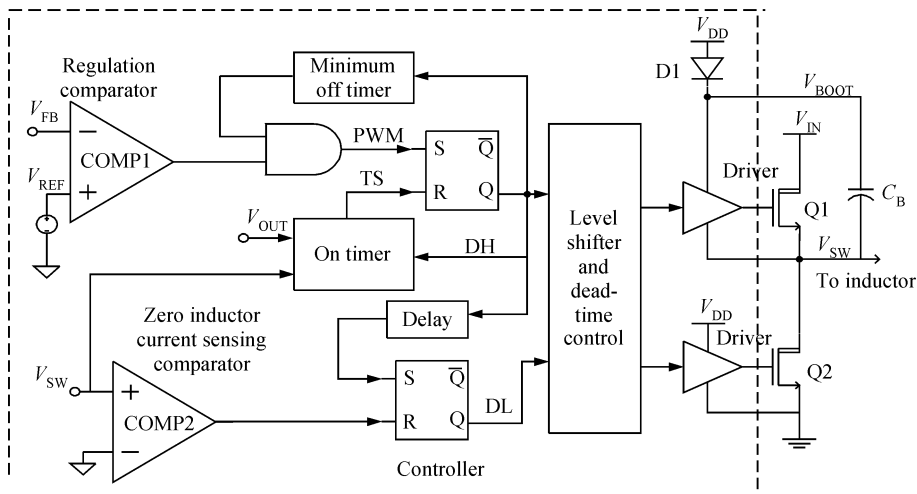 V_DD
D1
Regulation
comparator
Minimum
off timer
V_BOOT
V_FB
−
COMP1
V_REF
+
PWM
S
Q̅
R
Q
TS
V_IN
Driver
Q1
C_B
V_OUT
On timer
DH
Level
shifter
and
dead-
time
control
V_SW
To inductor
Zero inductor
current sensing
comparator
Delay
V_DD
Driver
V_SW
+
COMP2
−
S
Q̅
R
Q
DL
Q2
Controller